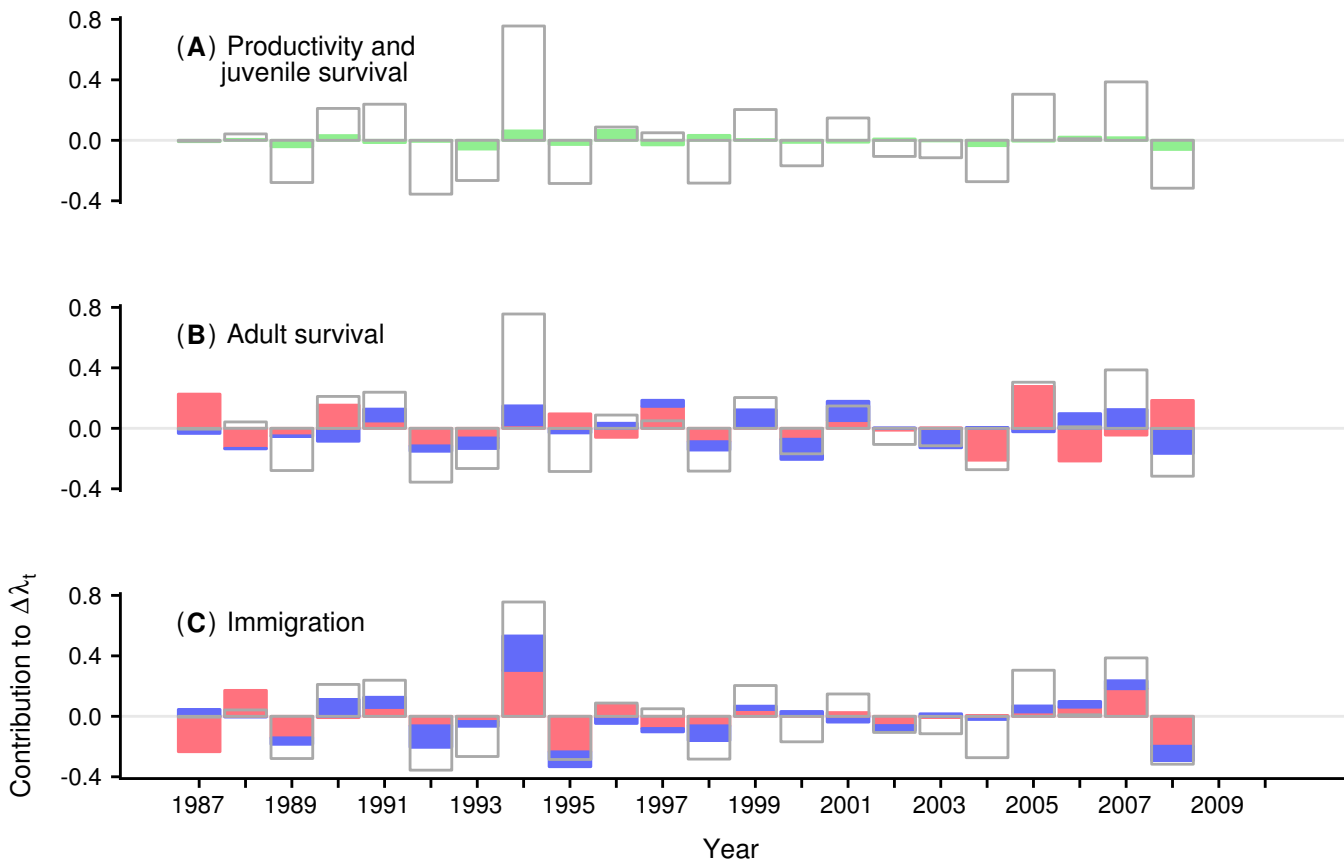 0.8
(A) Productivity and
juvenile survival
0.4
0.0
-0.4
0.8
(B) Adult survival
0.4
0.0
-0.4
0.8
(C) Immigration
0.4
0.0
-0.4
Contribution to Δλt
1987 1989 1991 1993 1995 1997 1999 2001 2003 2005 2007 2009
Year